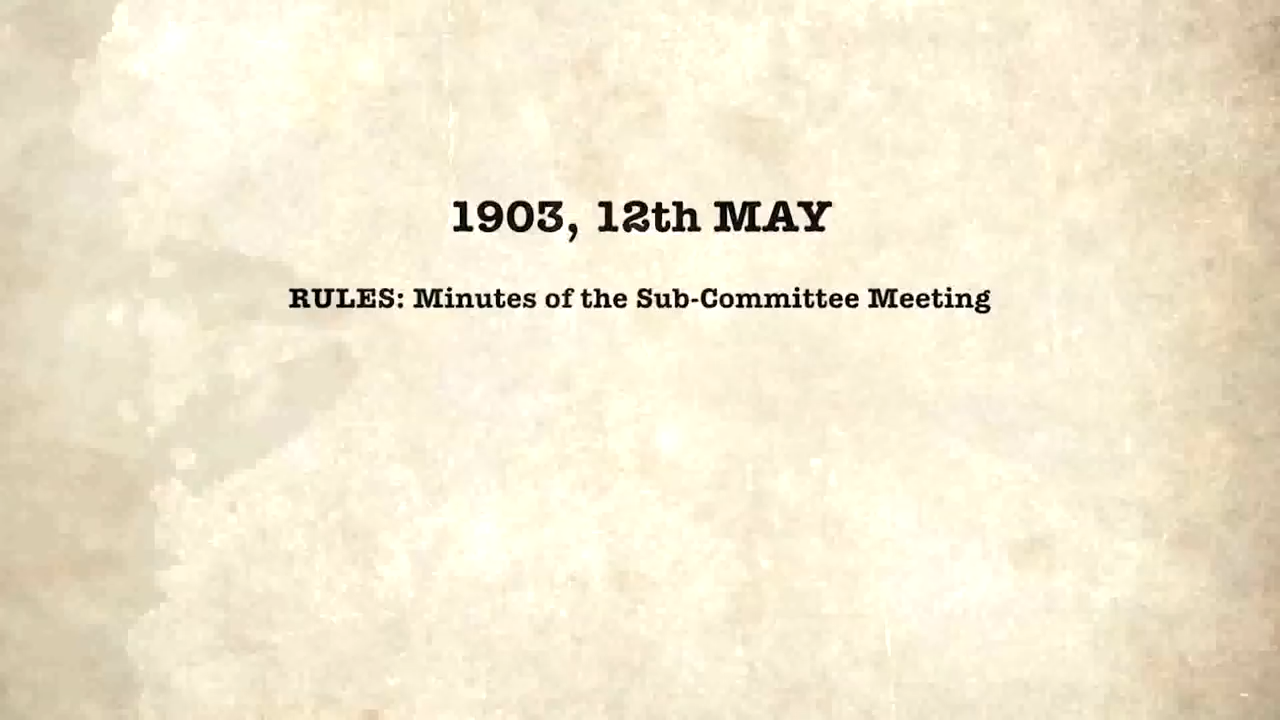 1903, 12th MAY
RULES: Minutes of the Sub-Committee Meeting